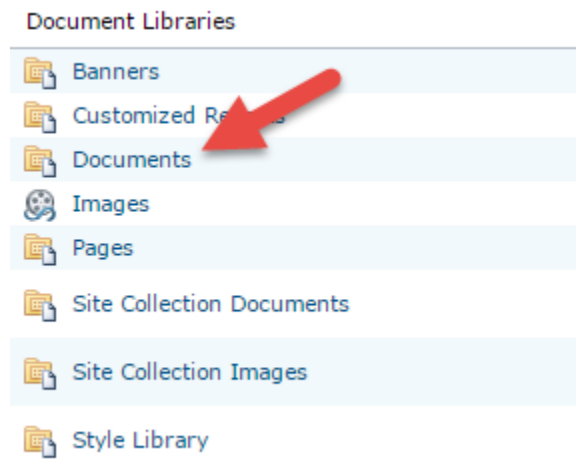 Document Libraries
Banners
Customized
Documents
Images
Pages
Site Collection Documents
Site Collection Images
Style Library